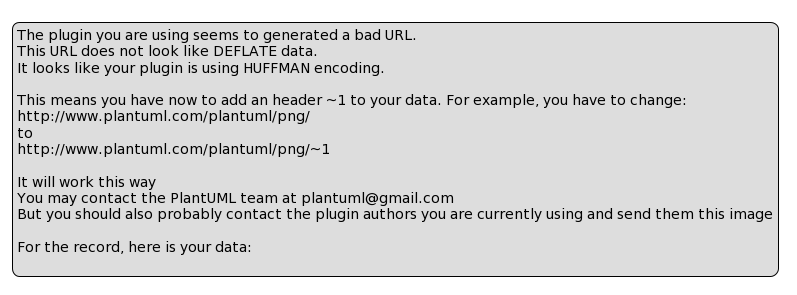 The plugin you are using seems to generated a bad URL.
This URL does not look like DEFLATE data.
It looks like your plugin is using HUFFMAN encoding.
This means you have now to add an header ~1 to your data. For example, you have to change:
http://www.plantuml.com/plantuml/png/
to
http://www.plantuml.com/plantuml/png/~1
It will work this way
You may contact the PlantUML team at plantuml@gmail.com
But you should also probably contact the plugin authors you are currently using and send them this image
For the record, here is your data: